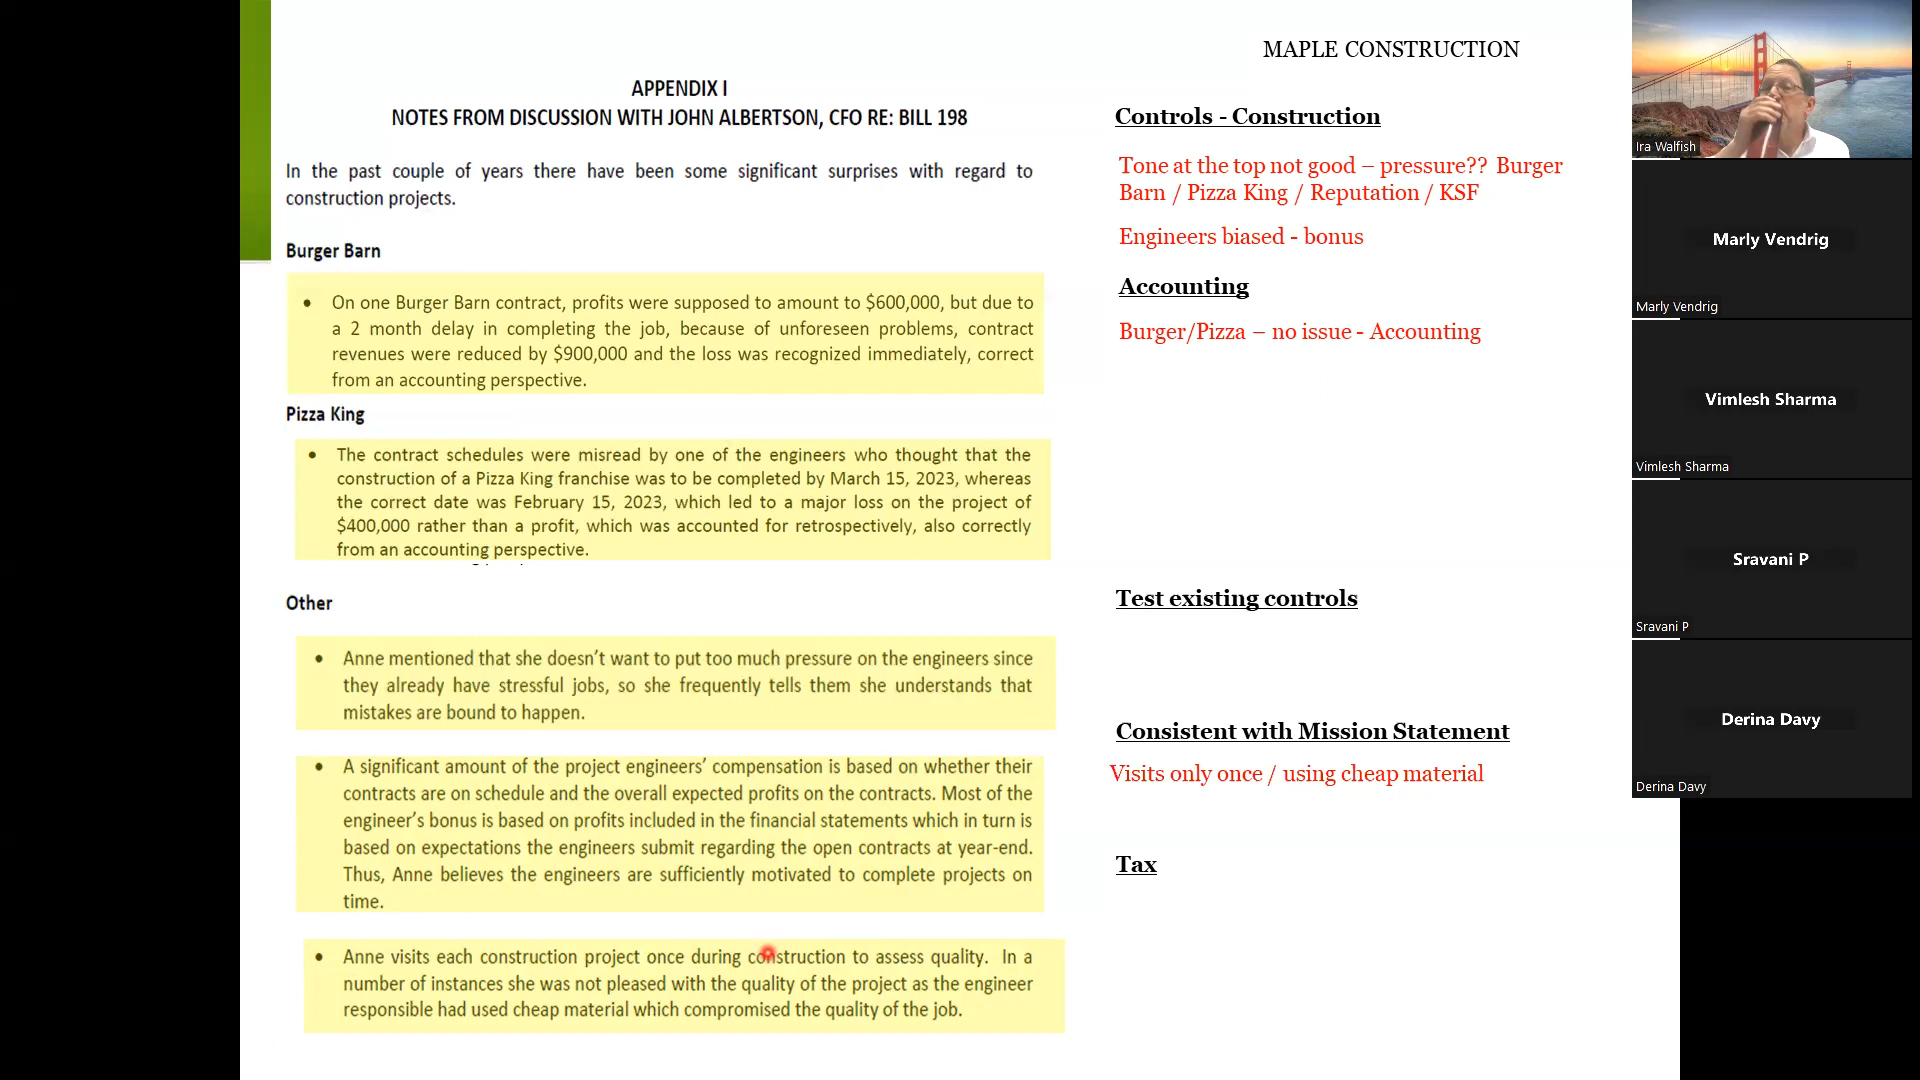 MAPLE CONSTRUCTION
APPENDIX I
NOTES FROM DISCUSSION WITH JOHN ALBERTSON, CFO RE: BILL 198
In the past couple of years there have been some significant surprises with regard to
construction projects.
Burger Barn
• On one Burger Barn contract, profits were supposed to amount to $600,000, but due to
a 2 month delay in completing the job, because of unforeseen problems, contract
revenues were reduced by $900,000 and the loss was recognized immediately, correct
from an accounting perspective.
Pizza King
• The contract schedules were misread by one of the engineers who thought that the
construction of a Pizza King franchise was to be completed by March 15, 2023, whereas
the correct date was February 15, 2023, which led to a major loss on the project of
$400,000 rather than a profit, which was accounted for retrospectively, also correctly
from an accounting perspective.
Other
• Anne mentioned that she doesn't want to put too much pressure on the engineers since
they already have stressful jobs, so she frequently tells them she understands that
mistakes are bound to happen.
• A significant amount of the project engineers' compensation is based on whether their
contracts are on schedule and the overall expected profits on the contracts. Most of the
engineer's bonus is based on profits included in the financial statements which in turn is
based on expectations the engineers submit regarding the open contracts at year-end.
Thus, Anne believes the engineers are sufficiently motivated to complete projects on
time.
• Anne visits each construction project once during construction to assess quality. In a
number of instances she was not pleased with the quality of the project as the engineer
responsible had used cheap material which compromised the quality of the job.
Controls - Construction
Tone at the top not good – pressure?? Burger
Barn / Pizza King / Reputation / KSF
Engineers biased - bonus
Accounting
Burger/Pizza – no issue - Accounting
Test existing controls
Consistent with Mission Statement
Visits only once / using cheap material
Tax
Ira Walfish
Marly Vendrig
Marly Vendrig
Vimlesh Sharma
Vimlesh Sharma
Sravani P
Sravani P
Derina Davy
Derina Davy